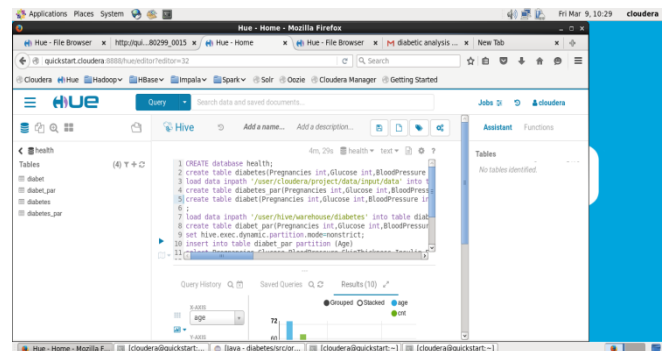 Applications Places System
Fri Mar 9, 10:29 cloudera
Hue - Home - Mozilla Firefox
Hue - File Browser
http://qui...80299_0015
Hue - Home
Hue - File Browser
M diabetic analysis ...
New Tab
quickstart.cloudera:8888/hue/editor?editor=32
Search
Cloudera Hue Hadoop HBase Impala Spark Solr Oozie Cloudera Manager Getting Started
HUE
Query
Search data and saved documents...
Jobs
cloudera
Hive
Add a name... Add a description...
Assistant Functions
health
4m, 29s health text ?
Tables
Tables (4)
No tables identified.
diabet
diabet_par
diabetes
diabetes_par
1 CREATE database health;
2 create table diabetes(Pregnancies int,Glucose int,BloodPressure
3 load data inpath '/user/cloudera/project/data/input/data' into t
4 create table diabetes_par(Pregnancies int,Glucose int,BloodPress
5 create table diabet(Pregnancies int,Glucose int,BloodPressure in
6 ;
7 load data inpath '/user/hive/warehouse/diabetes' into table diab
8 create table diabet_par(Pregnancies int,Glucose int,BloodPressur
9 set hive.exec.dynamic.partition.mode=nonstrict;
10 insert into table diabet_par partition (Age)
11
Query History Saved Queries Results (10)
X-AXIS
age
Y-AXIS
Grouped Stacked age
cnt
72
60
Hue - Home - Mozilla F...
[cloudera@quickstart:...
Java - diabetes/src/or...
[cloudera@quickstart:~]
[cloudera@quickstart:~]